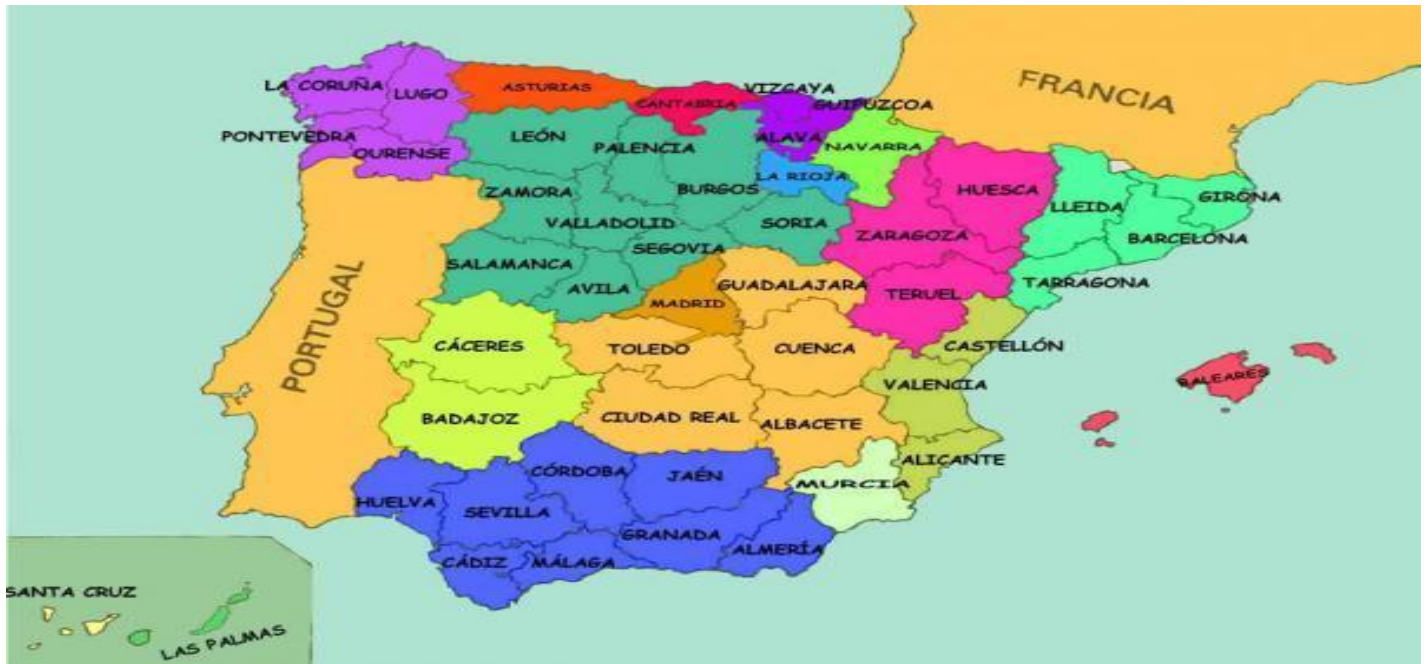 FRANCIA
LA CORUÑA
LUGO
ASTURIAS
CANTABRIA
VIZCAYA
GUIPUZCOA
PONTEVEDRA
OURENSE
LEÓN
PALENCIA
BURGOS
ALAVA
NAVARRA
LA RIOJA
HUESCA
LLEIDA
GIRONA
ZAMORA
VALLADOLID
SORIA
ZARAGOZA
BARCELONA
SEGOVIA
SALAMANCA
AVILA
MADRID
GUADALAJARA
TERUEL
TARRAGONA
PORTUGAL
CÁCERES
TOLEDO
CUENCA
CASTELLÓN
VALENCIA
BALEARES
BADAJOZ
CIUDAD REAL
ALBACETE
ALICANTE
CÓRDOBA
JAÉN
MURCIA
HUELVA
SEVILLA
GRANADA
ALMERÍA
CÁDIZ
MÁLAGA
SANTA CRUZ
LAS PALMAS